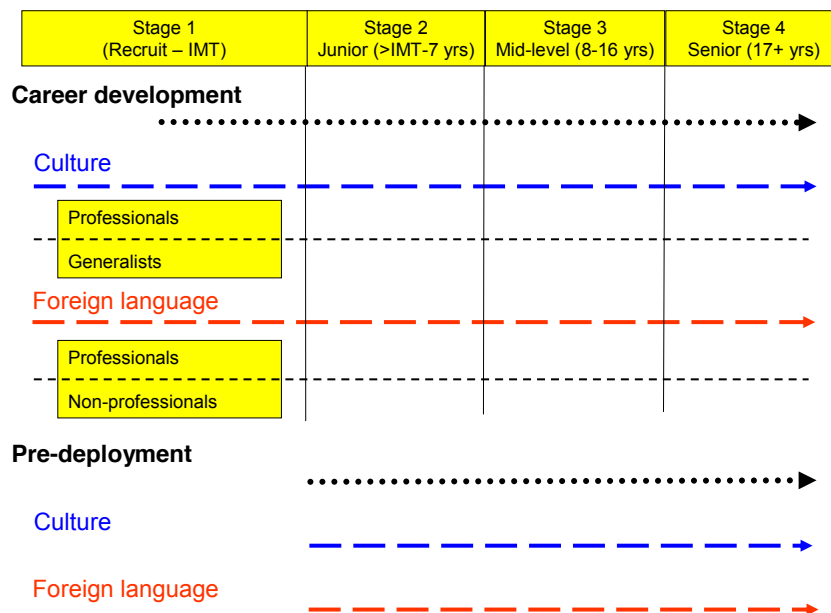 Stage 1
(Recruit – IMT)
Stage 2
Junior (>IMT-7 yrs)
Stage 3
Mid-level (8-16 yrs)
Stage 4
Senior (17+ yrs)
Career development
Culture
Professionals
Generalists
Foreign language
Professionals
Non-professionals
Pre-deployment
Culture
Foreign language